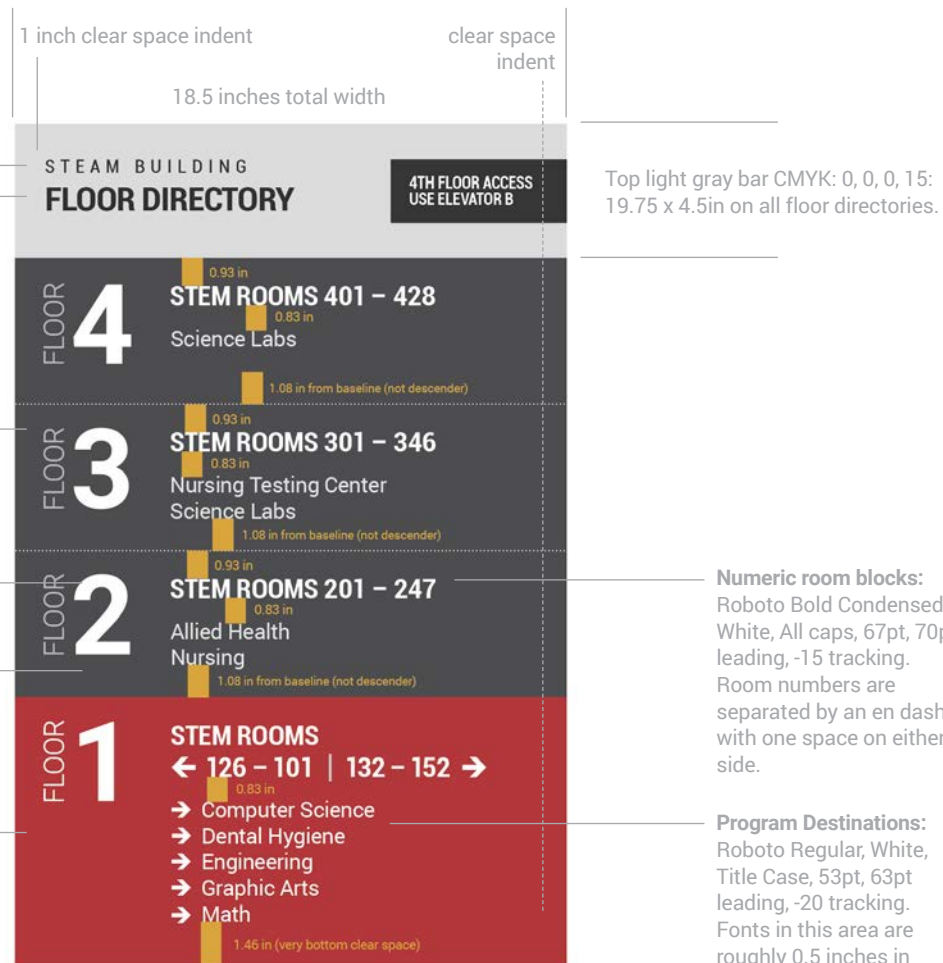 1 inch clear space indent
clear space
indent
18.5 inches total width
STEAM BUILDING
FLOOR DIRECTORY
4TH FLOOR ACCESS
USE ELEVATOR B
Top light gray bar CMYK: 0, 0, 0, 15:
19.75 x 4.5in on all floor directories.
FLOOR
4
0.93 in
STEM ROOMS 401 – 428
0.83 in
Science Labs
1.08 in from baseline (not descender)
FLOOR
3
0.93 in
STEM ROOMS 301 – 346
0.83 in
Nursing Testing Center
Science Labs
1.08 in from baseline (not descender)
FLOOR
2
0.93 in
STEM ROOMS 201 – 247
0.83 in
Allied Health
Nursing
1.08 in from baseline (not descender)
FLOOR
1
STEM ROOMS
← 126 – 101 | 132 – 152 →
0.83 in
→ Computer Science
→ Dental Hygiene
→ Engineering
→ Graphic Arts
→ Math
1.46 in (very bottom clear space)
Numeric room blocks:
Roboto Bold Condensed
White, All caps, 67pt, 70p
leading, -15 tracking.
Room numbers are
separated by an en dash
with one space on either
side.
Program Destinations:
Roboto Regular, White,
Title Case, 53pt, 63pt
leading, -20 tracking.
Fonts in this area are
roughly 0.5 inches in